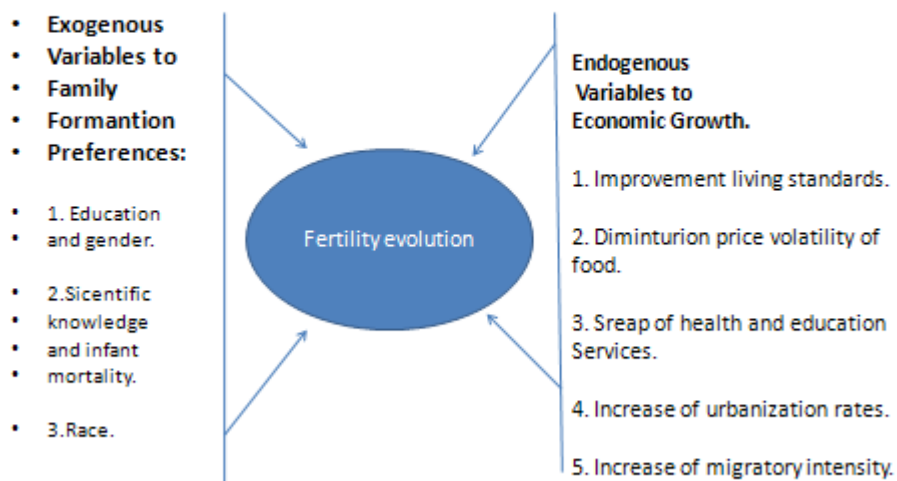 • Exogenous
• Variables to
• Family
• Formantion
• Preferences:
• 1. Education
• and gender.
• 2.Sicentific
• knowledge
• and infant
• mortality.
• 3.Race.
Fertility evolution
Endogenous
Variables to
Economic Growth.
1. Improvement living standards.
2. Diminturion price volatility of
food.
3. Sreap of health and education
Services.
4. Increase of urbanization rates.
5. Increase of migratory intensity.